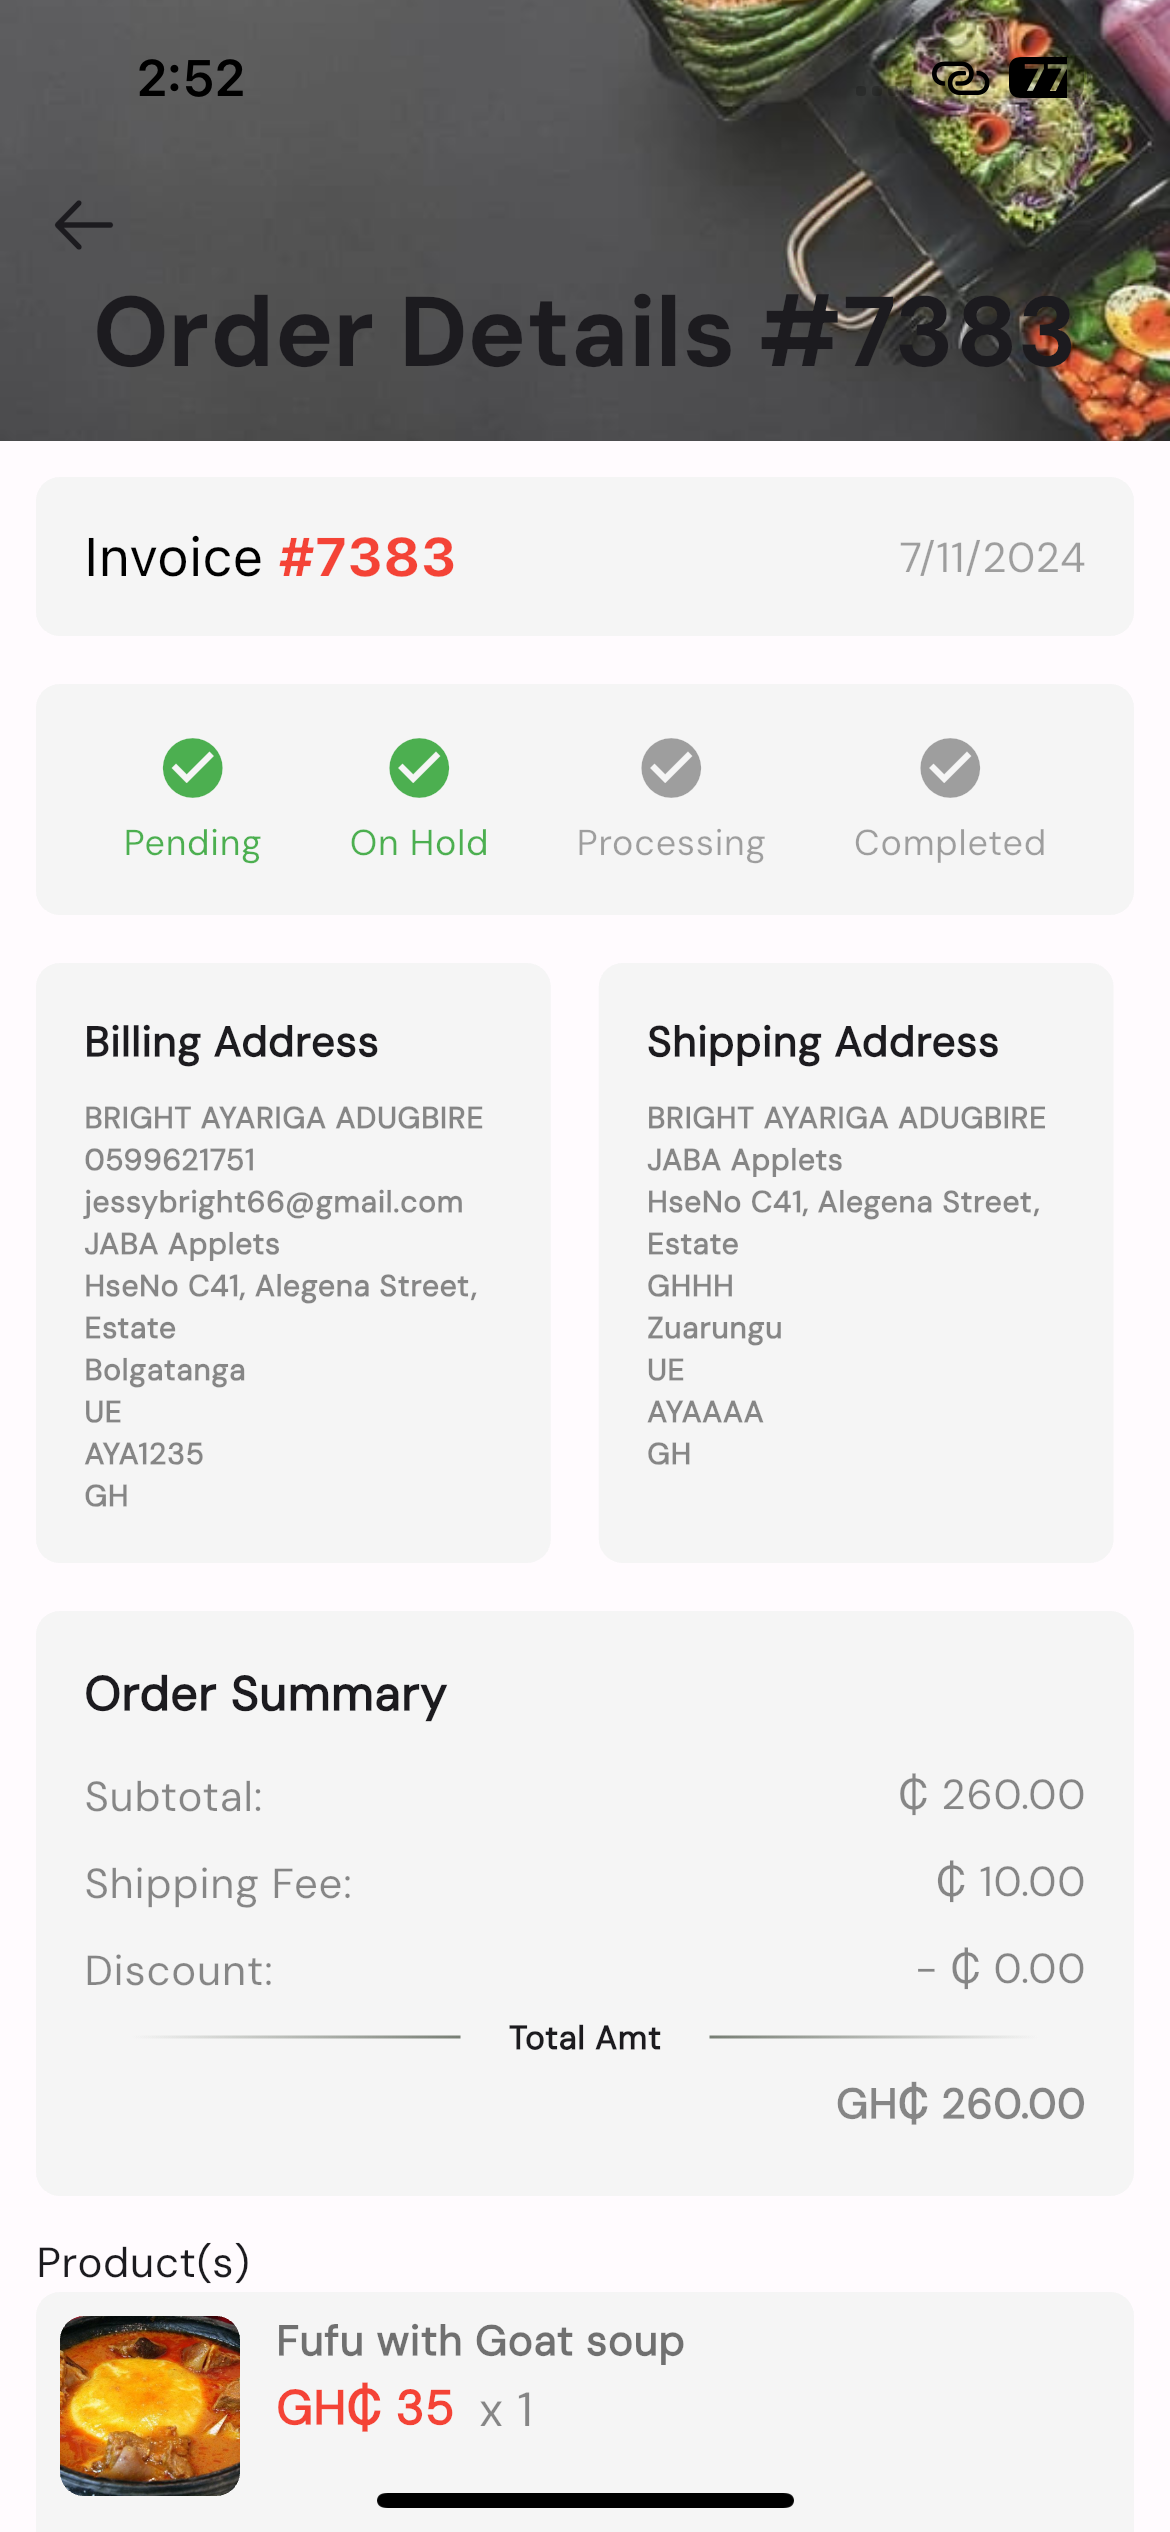 2:52
77
Order Details #7383
Invoice #7383
7/11/2024
Pending
On Hold
Processing
Completed
Billing Address
BRIGHT AYARIGA ADUGBIRE
0599621751
jessybright66@gmail.com
JABA Applets
HseNo C41, Alegena Street,
Estate
Bolgatanga
UE
AYA1235
GH
Shipping Address
BRIGHT AYARIGA ADUGBIRE
JABA Applets
HseNo C41, Alegena Street,
Estate
GHHH
Zuarungu
UE
AYAAAA
GH
Order Summary
Subtotal: ₵ 260.00
Shipping Fee: ₵ 10.00
Discount: - ₵ 0.00
Total Amt
GH₵ 260.00
Product(s)
Fufu with Goat soup
GH₵ 35 x 1